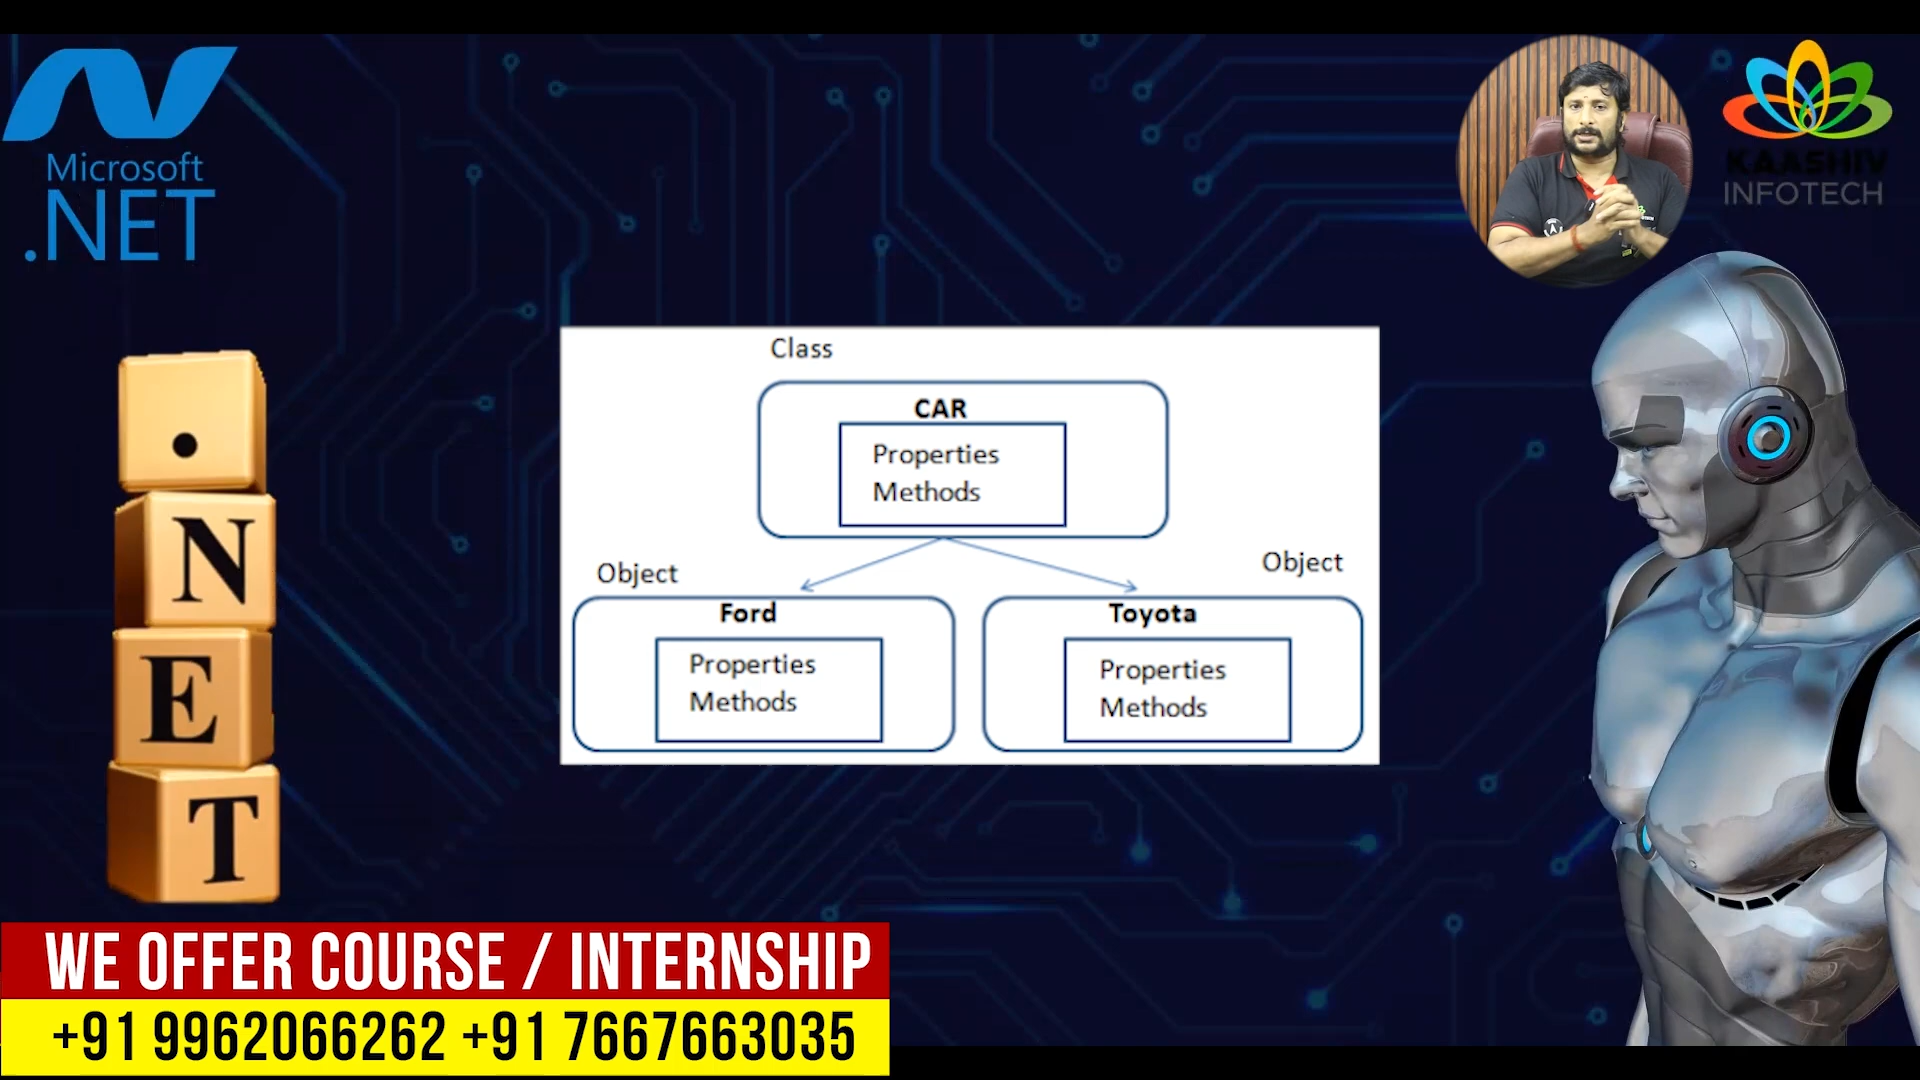 Microsoft
.NET
KAASHIV
INFOTECH
.
N
E
T
Class
CAR
Properties
Methods
Object
Object
Ford
Properties
Methods
Toyota
Properties
Methods
WE OFFER COURSE / INTERNSHIP
+91 9962066262 +91 7667663035